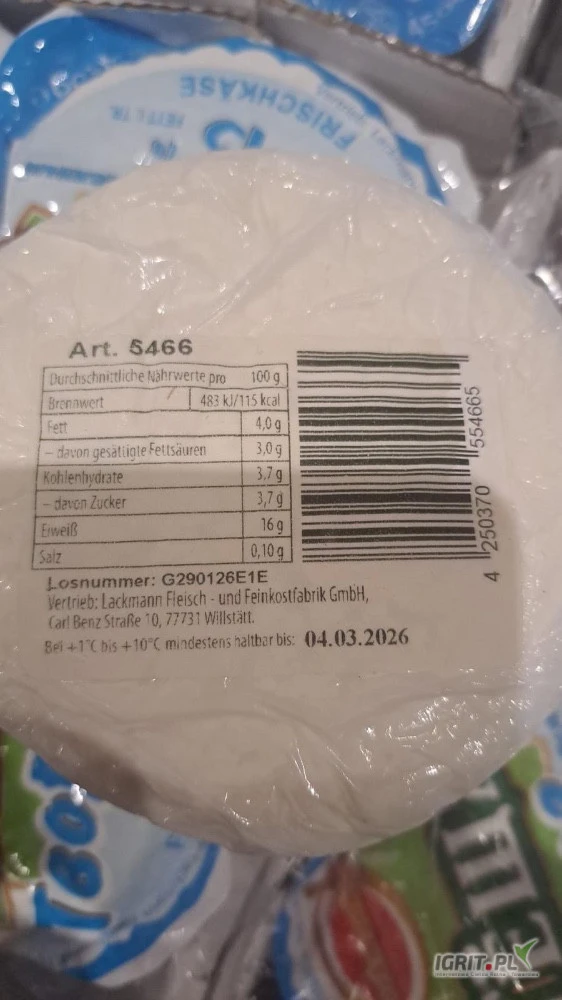 FRISCHKÄSE
Art. 5466
Durchschnittliche Nährwerte pro 100 g
Brennwert 483 kJ/115 kcal
Fett 4,0 g
– davon gesättigte Fettsäuren 3,0 g
Kohlenhydrate 3,7 g
– davon Zucker 3,7 g
Eiweiß 16 g
Salz 0,10 g
4 250370 554665
Losnummer: G290126E1E
Vertrieb: Lackmann Fleisch - und Feinkostfabrik GmbH,
Carl Benz Straße 10, 77731 Willstätt.
Bei +1°C bis +10°C mindestens haltbar bis: 04.03.2026
IGRIT.PL